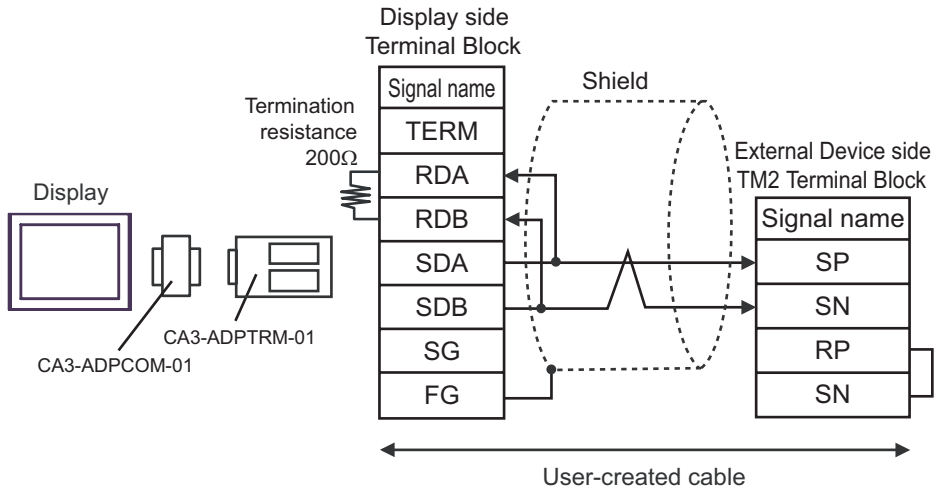 Display side
Terminal Block
Signal name
TERM
RDA
RDB
SDA
SDB
SG
FG
Termination
resistance
200Ω
Shield
External Device side
TM2 Terminal Block
Signal name
SP
SN
RP
SN
Display
CA3-ADPCOM-01
CA3-ADPTRM-01
User-created cable